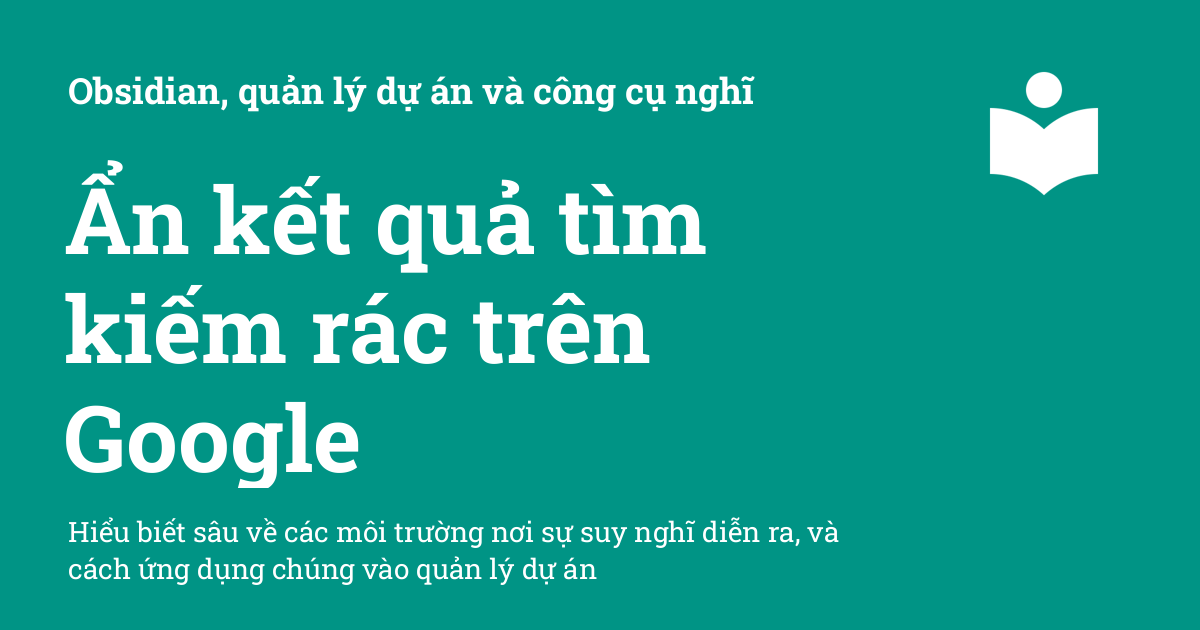 Obsidian, quản lý dự án và công cụ nghĩ
Ẩn kết quả tìm
kiếm rác trên
Google
Hiểu biết sâu về các môi trường nơi sự suy nghĩ diễn ra, và
cách ứng dụng chúng vào quản lý dự án